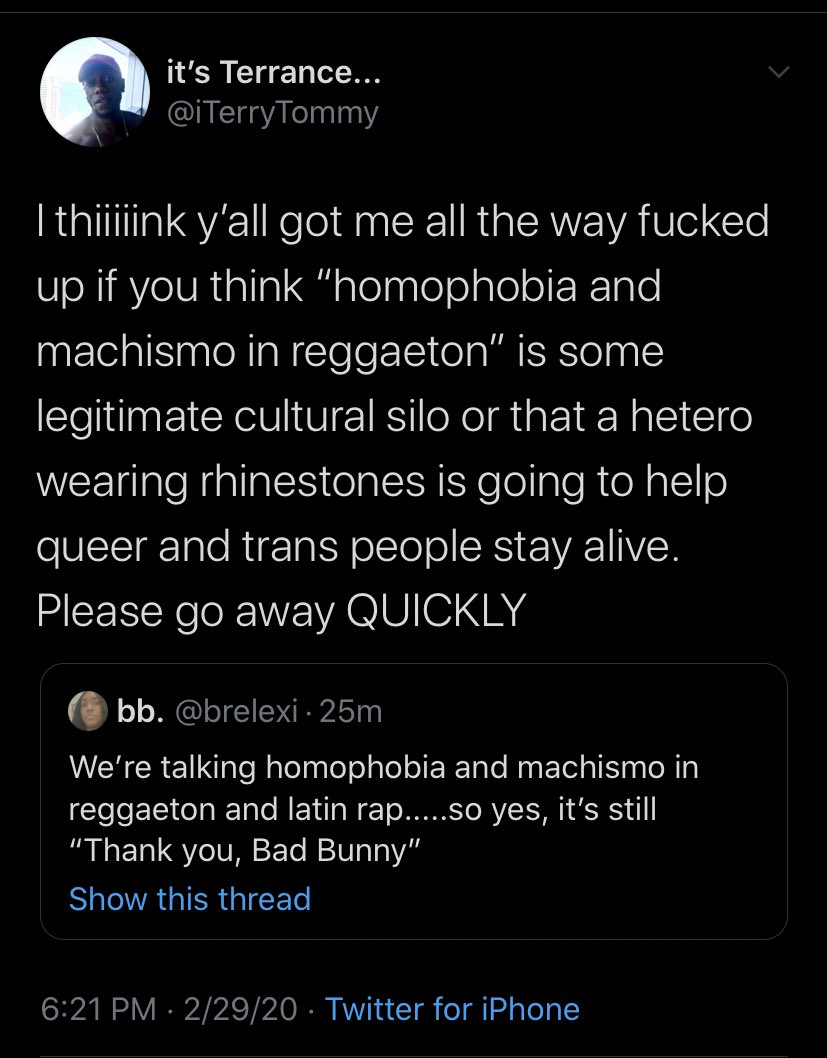 it’s Terrance...
@iTerryTommy
I thiiiiink y’all got me all the way fucked
up if you think “homophobia and
machismo in reggaeton” is some
legitimate cultural silo or that a hetero
wearing rhinestones is going to help
queer and trans people stay alive.
Please go away QUICKLY
bb. @brelexi · 25m
We’re talking homophobia and machismo in
reggaeton and latin rap.....so yes, it’s still
“Thank you, Bad Bunny”
Show this thread
6:21 PM · 2/29/20 · Twitter for iPhone